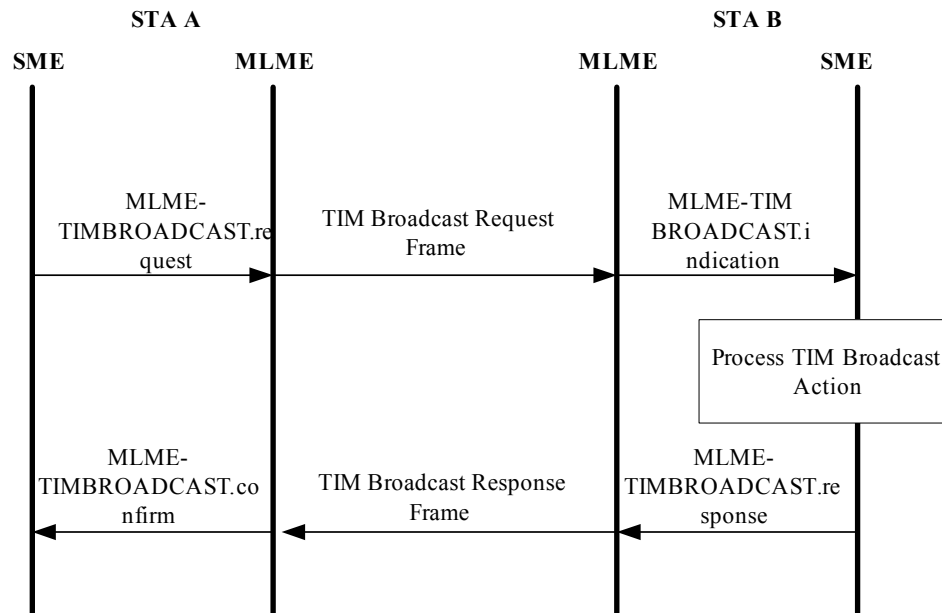 STA A
STA B
SME
MLME
MLME
SME
MLME-
TIMBROADCAST.re
quest
TIM Broadcast Request
Frame
MLME-TIM
BROADCAST.i
ndication
Process TIM Broadcast
Action
MLME-
TIMBROADCAST.co
nfirm
TIM Broadcast Response
Frame
MLME-
TIMBROADCAST.re
sponse